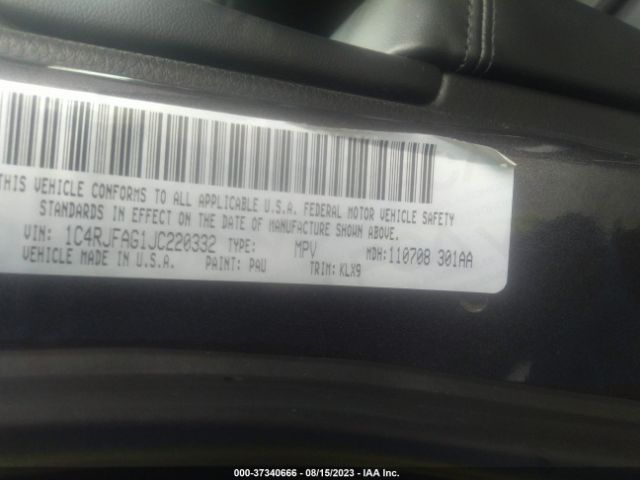 THIS VEHICLE CONFORMS TO ALL APPLICABLE U.S.A. FEDERAL MOTOR VEHICLE SAFETY
STANDARDS IN EFFECT ON THE DATE OF MANUFACTURE SHOWN ABOVE.
VIN: 1C4RJFAG1JC220332 TYPE: MPV MDH:110708 301AA
VEHICLE MADE IN U.S.A. PAINT: PAU TRIM: KLX9
000-37340666 - 08/15/2023 - IAA Inc.